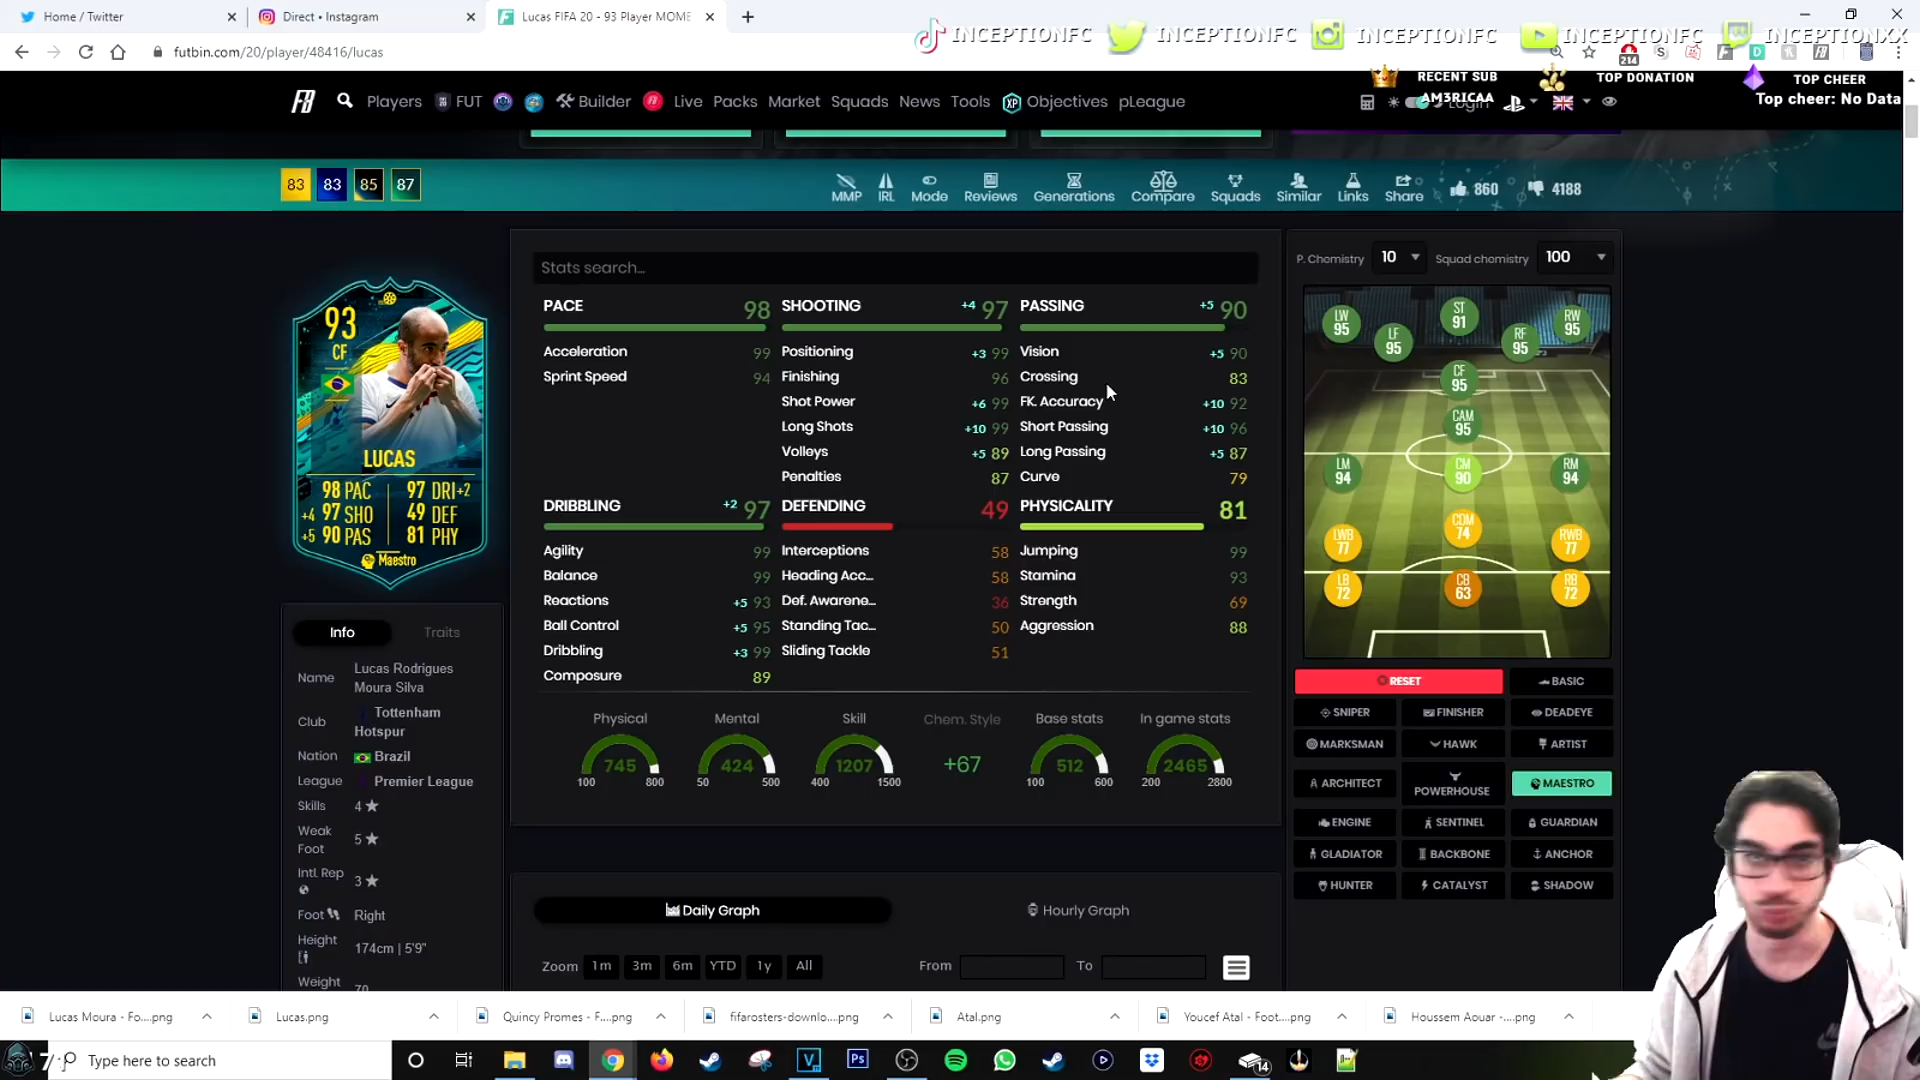 Home / Twitter
Direct • Instagram
Lucas FIFA 20 - 93 Player MOME
futbin.com/20/player/48416/lucas
INCEPTIONFC INCEPTIONFC INCEPTIONFC INCEPTIONFC INCEPTIONXX
214
RECENT SUB
AM3RICAA
TOP DONATION
TOP CHEER
Top cheer: No Data
Players FUT Builder Live Packs Market Squads News Tools XP Objectives pLeague
Login
83 83 85 87
MMP IRL Mode Reviews Generations Compare Squads Similar Links Share 860 4188
Stats search...
PACE 98
Acceleration 99
Sprint Speed 94
SHOOTING +4 97
Positioning +3 99
Finishing 96
Shot Power +6 99
Long Shots +10 99
Volleys +5 89
Penalties 87
PASSING +5 90
Vision +5 90
Crossing 83
FK. Accuracy +10 92
Short Passing +10 96
Long Passing +5 87
Curve 79
DRIBBLING +2 97
Agility 99
Balance 99
Reactions +5 93
Ball Control +5 95
Dribbling +3 99
Composure 89
DEFENDING 49
Interceptions 58
Heading Acc... 58
Def. Awarene... 36
Standing Tac... 50
Sliding Tackle 51
PHYSICALITY 81
Jumping 99
Stamina 93
Strength 69
Aggression 88
Physical 745 100 800
Mental 424 50 500
Skill 1207 400 1500
Chem. Style +67
Base stats 512 100 600
In game stats 2465 200 2800
93
CF
LUCAS
98 PAC 97 DRI+2
+4 97 SHO 49 DEF
+5 90 PAS 81 PHY
Maestro
Info Traits
Name Lucas Rodrigues Moura Silva
Club Tottenham Hotspur
Nation Brazil
League Premier League
Skills 4
Weak Foot 5
Intl. Rep 3
Foot Right
Height 174cm | 5'9"
Weight 70
P. Chemistry 10 Squad chemistry 100
LW 95
LF 95
ST 91
RF 95
RW 95
CF 95
CAM 95
LM 94
CM 90
RM 94
LWB 77
CDM 74
RWB 77
LB 72
CB 63
RB 72
RESET BASIC
SNIPER FINISHER DEADEYE
MARKSMAN HAWK ARTIST
ARCHITECT POWERHOUSE MAESTRO
ENGINE SENTINEL GUARDIAN
GLADIATOR BACKBONE ANCHOR
HUNTER CATALYST SHADOW
Daily Graph Hourly Graph
Zoom 1m 3m 6m YTD 1y All From To
Lucas Moura - Fo....png
Lucas.png
Quincy Promes - F....png
fifarosters-downlo....png
Atal.png
Youcef Atal - Foot....png
Houssem Aouar -....png
Type here to search
14